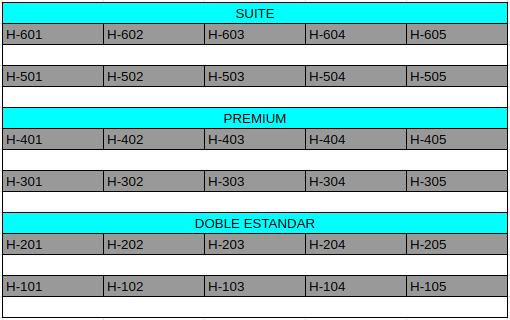 SUITE
H-601 H-602 H-603 H-604 H-605
H-501 H-502 H-503 H-504 H-505
PREMIUM
H-401 H-402 H-403 H-404 H-405
H-301 H-302 H-303 H-304 H-305
DOBLE ESTANDAR
H-201 H-202 H-203 H-204 H-205
H-101 H-102 H-103 H-104 H-105